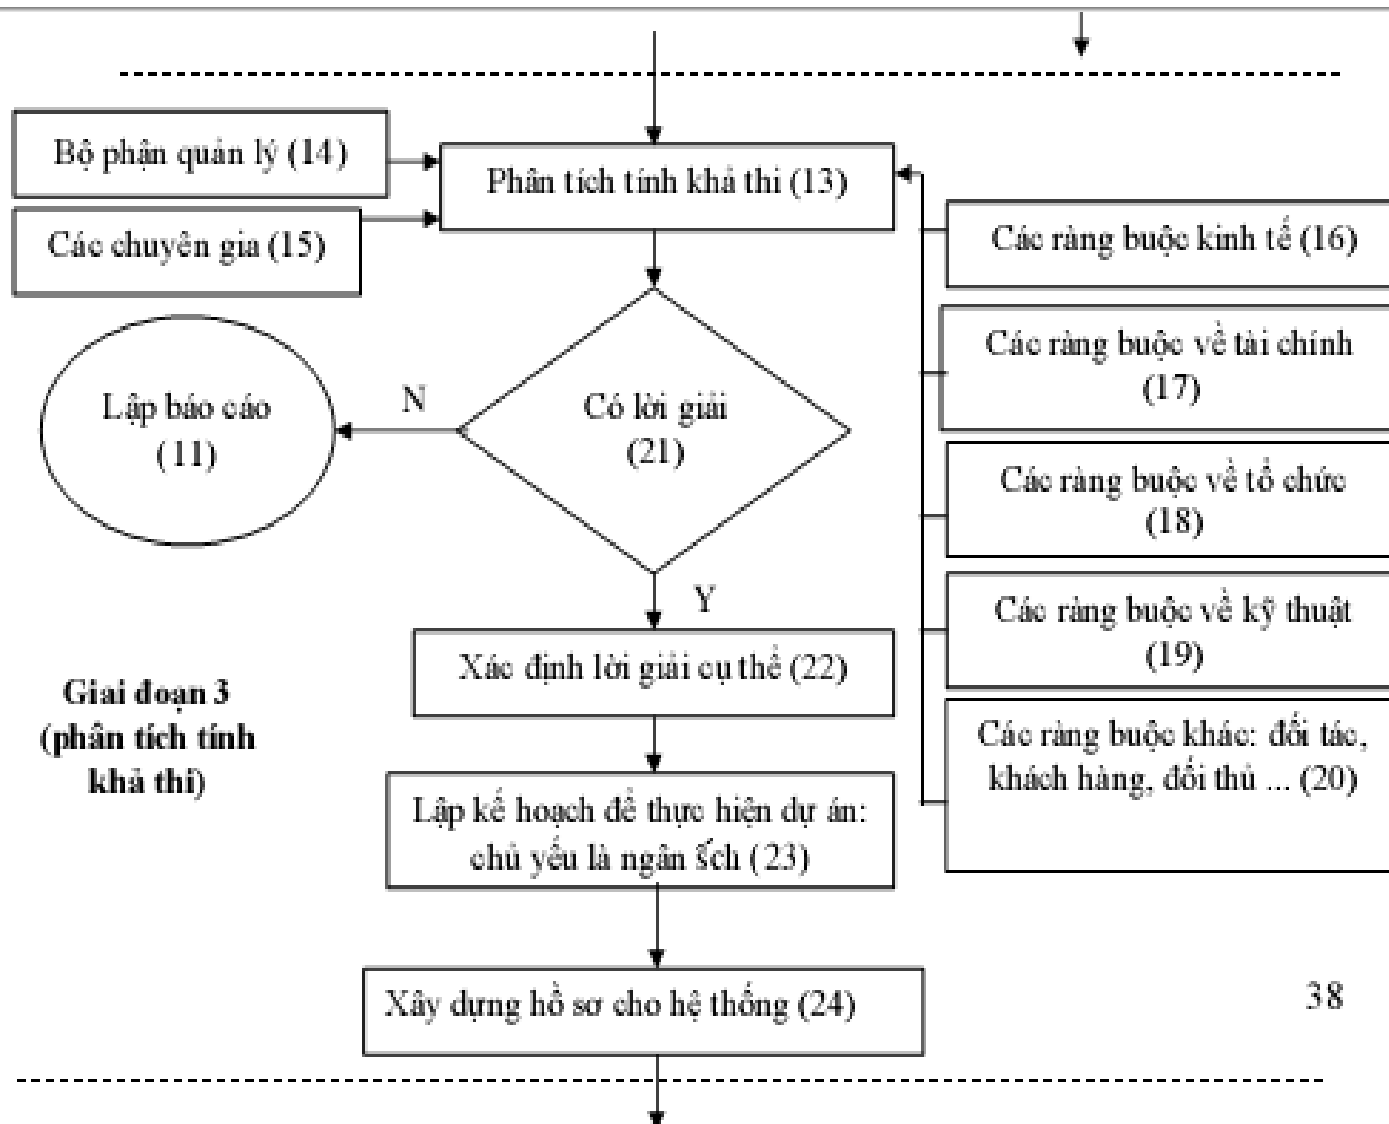 Bộ phận quản lý (14)
Phân tích tính khả thi (13)
Các chuyên gia (15)
Các ràng buộc kinh tế (16)
Các ràng buộc về tài chính
(17)
Lập báo cáo
(11)
N
Có lời giải
(21)
Các ràng buộc về tổ chức
(18)
Y
Các ràng buộc về kỹ thuật
(19)
Xác định lời giải cụ thể (22)
Giai đoạn 3
(phân tích tính
khả thi)
Các ràng buộc khác: đối tác,
khách hàng, đối thủ ... (20)
Lập kế hoạch để thực hiện dự án:
chủ yếu là ngân (23)
Xây dựng hồ sơ cho hệ thống (24)
38